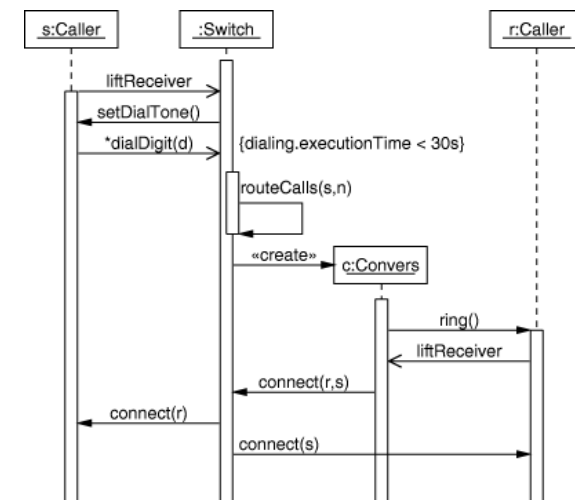 s:Caller
:Switch
r:Caller
liftReceiver
setDialTone()
*dialDigit(d)
{dialing.executionTime < 30s}
routeCalls(s,n)
«create»
c:Convers
ring()
liftReceiver
connect(r,s)
connect(r)
connect(s)